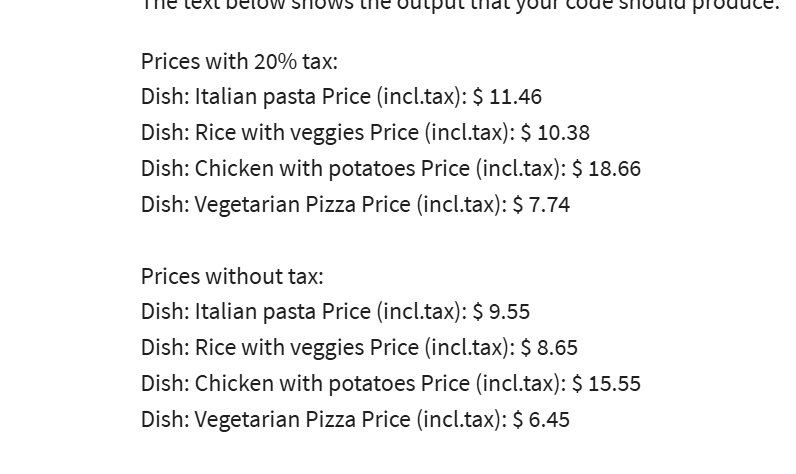 The text below shows the output that your code should produce.
Prices with 20% tax:
Dish: Italian pasta Price (incl.tax): $ 11.46
Dish: Rice with veggies Price (incl.tax): $ 10.38
Dish: Chicken with potatoes Price (incl.tax): $ 18.66
Dish: Vegetarian Pizza Price (incl.tax): $ 7.74
Prices without tax:
Dish: Italian pasta Price (incl.tax): $ 9.55
Dish: Rice with veggies Price (incl.tax): $ 8.65
Dish: Chicken with potatoes Price (incl.tax): $ 15.55
Dish: Vegetarian Pizza Price (incl.tax): $ 6.45